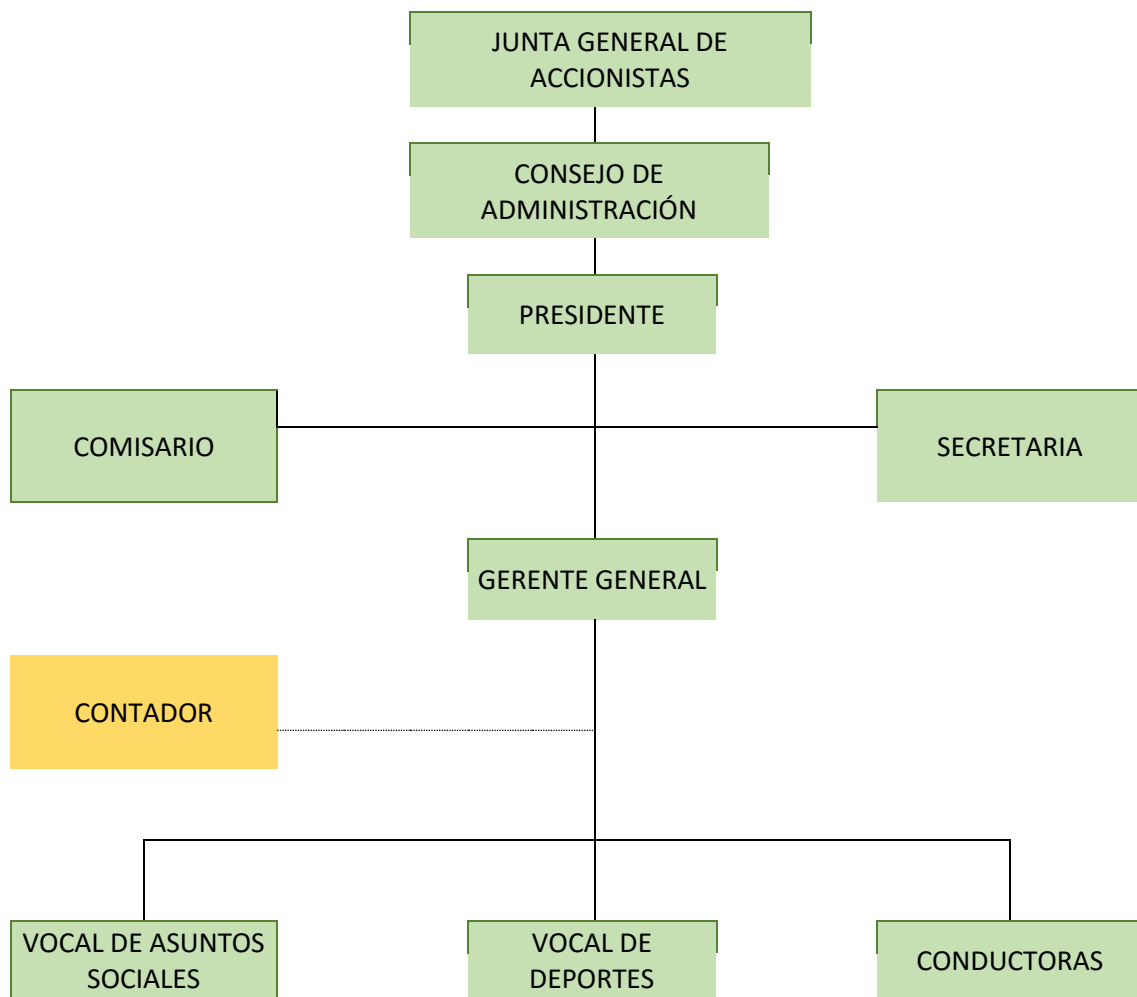 JUNTA GENERAL DE
ACCIONISTAS
CONSEJO DE
ADMINISTRACIÓN
PRESIDENTE
COMISARIO
SECRETARIA
GERENTE GENERAL
CONTADOR
VOCAL DE ASUNTOS
SOCIALES
VOCAL DE
DEPORTES
CONDUCTORAS